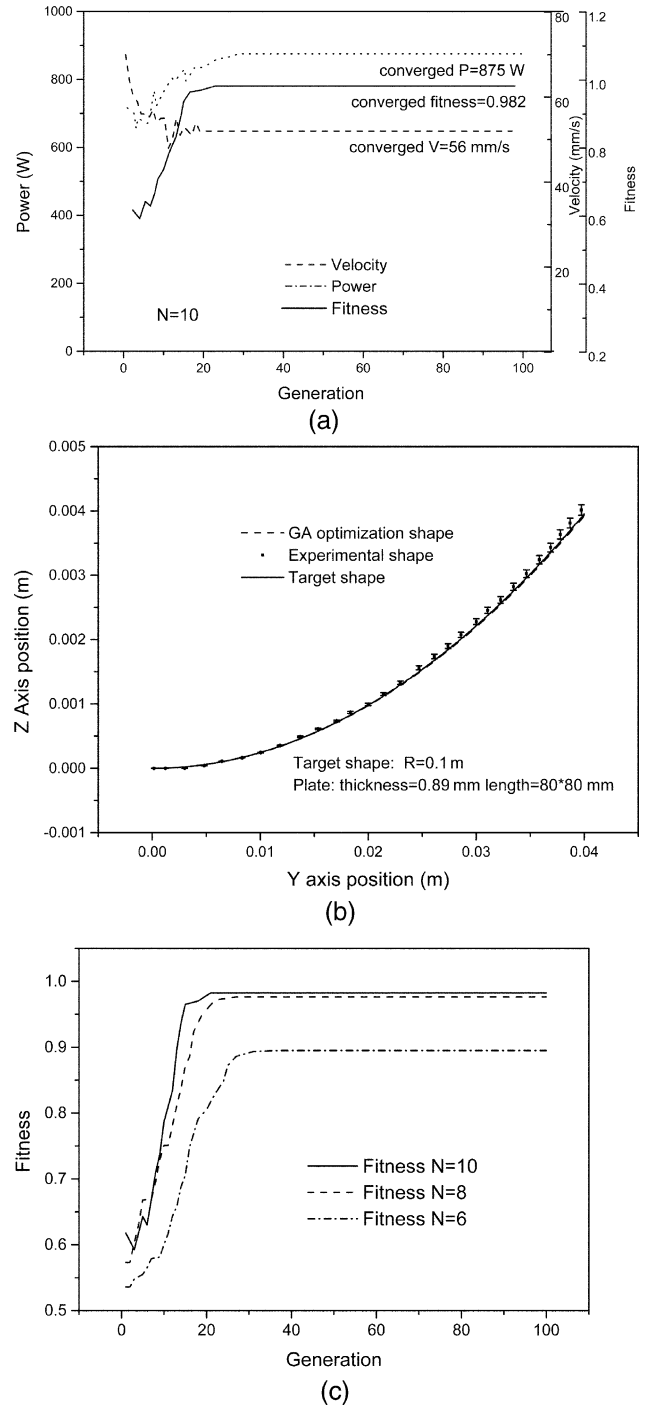 1000
800
600
400
200
0
Power (W)
80
60
40
20
Velocity (mm/s)
1.2
1.0
0.8
0.6
0.4
0.2
Fitness
converged P=875 W
converged fitness=0.982
converged V=56 mm/s
Velocity
Power
Fitness
N=10
0 20 40 60 80 100
Generation
(a)
0.005
0.004
0.003
0.002
0.001
0.000
-0.001
Z Axis position (m)
GA optimization shape
Experimental shape
Target shape
Target shape: R=0.1 m
Plate: thickness=0.89 mm length=80*80 mm
0.00 0.01 0.02 0.03 0.04
Y axis position (m)
(b)
1.0
0.9
0.8
0.7
0.6
0.5
Fitness
Fitness N=10
Fitness N=8
Fitness N=6
0 20 40 60 80 100
Generation
(c)